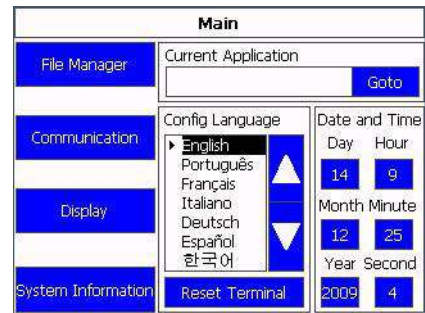 Main
File Manager
Communication
Display
System Information
Current Application
Goto
Config Language
English
Português
Français
Italiano
Deutsch
Español
한국어
Reset Terminal
Date and Time
Day Hour
14 9
Month Minute
12 25
Year Second
2009 4